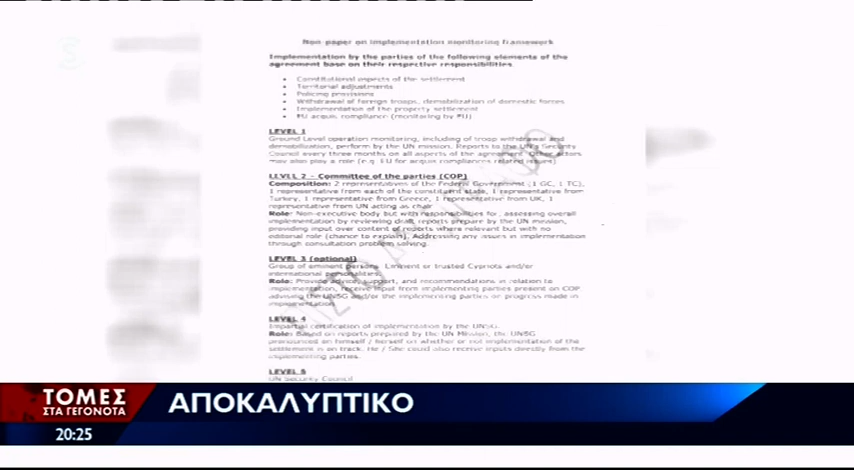 Non-paper on implementation monitoring framework
Implementation by the parties of the following elements of the
agreement base on their respective responsibilities.
• Constitutional aspects of the settlement
• Territorial adjustments
• Policing provisions
• Withdrawal of foreign troops, demobilization of domestic forces
• Implementation of the property settlement
• EU acquis compliance (monitoring by EU)
LEVEL 1
Ground Level operation monitoring, including of troop withdrawal and
demobilization, perform by the UN mission. Reports to the UN's Security
Council every three months on all aspects of the agreement. Other actors
may also play a role (e.g. EU for acquis compliances related issues)
LEVEL 2 – Committee of the parties (COP)
Composition: 2 representatives of the Federal Government (1 GC, 1 TC),
1 representative from each of the constituent state, 1 representative from
Turkey, 1 representative from Greece, 1 representative from UK, 1
representative from UN acting as chair
Role: Non-executive body but with responsibilities for, assessing overall
implementation by reviewing draft reports prepare by the UN mission,
providing input over content of reports where relevant but with no
editorial role (chance to explain). Addressing any issues in implementation
through consultation problem solving.
LEVEL 3 (optional)
Group of eminent persons. Eminent or trusted Cypriots and/or
international personalities.
Role: Provide advice, support, and recommendations in relation to
implementation, receive input from implementing parties present on COP
advising the UNSG and/or the implementing parties on progress made in
implementation
LEVEL 4
Impartial certification of implementation by the UNSG.
Role: Based on reports prepared by the UN Mission, the UNSG
pronounced on himself / herself on whether or not implementation of the
settlement is on track. He / She could also receive inputs directly from the
implementing parties.
LEVEL 5
UN Security Council
ΤΟΜΕΣ
ΣΤΑ ΓΕΓΟΝΟΤΑ
ΑΠΟΚΑΛΥΠΤΙΚΟ
20:25